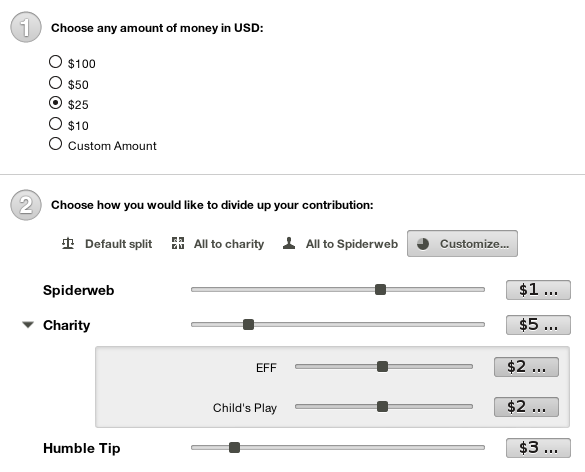 1 Choose any amount of money in USD:
$100
$50
$25
$10
Custom Amount
2 Choose how you would like to divide up your contribution:
Default split All to charity All to Spiderweb Customize...
Spiderweb $1 ...
Charity $5 ...
EFF $2 ...
Child's Play $2 ...
Humble Tip $3 ...